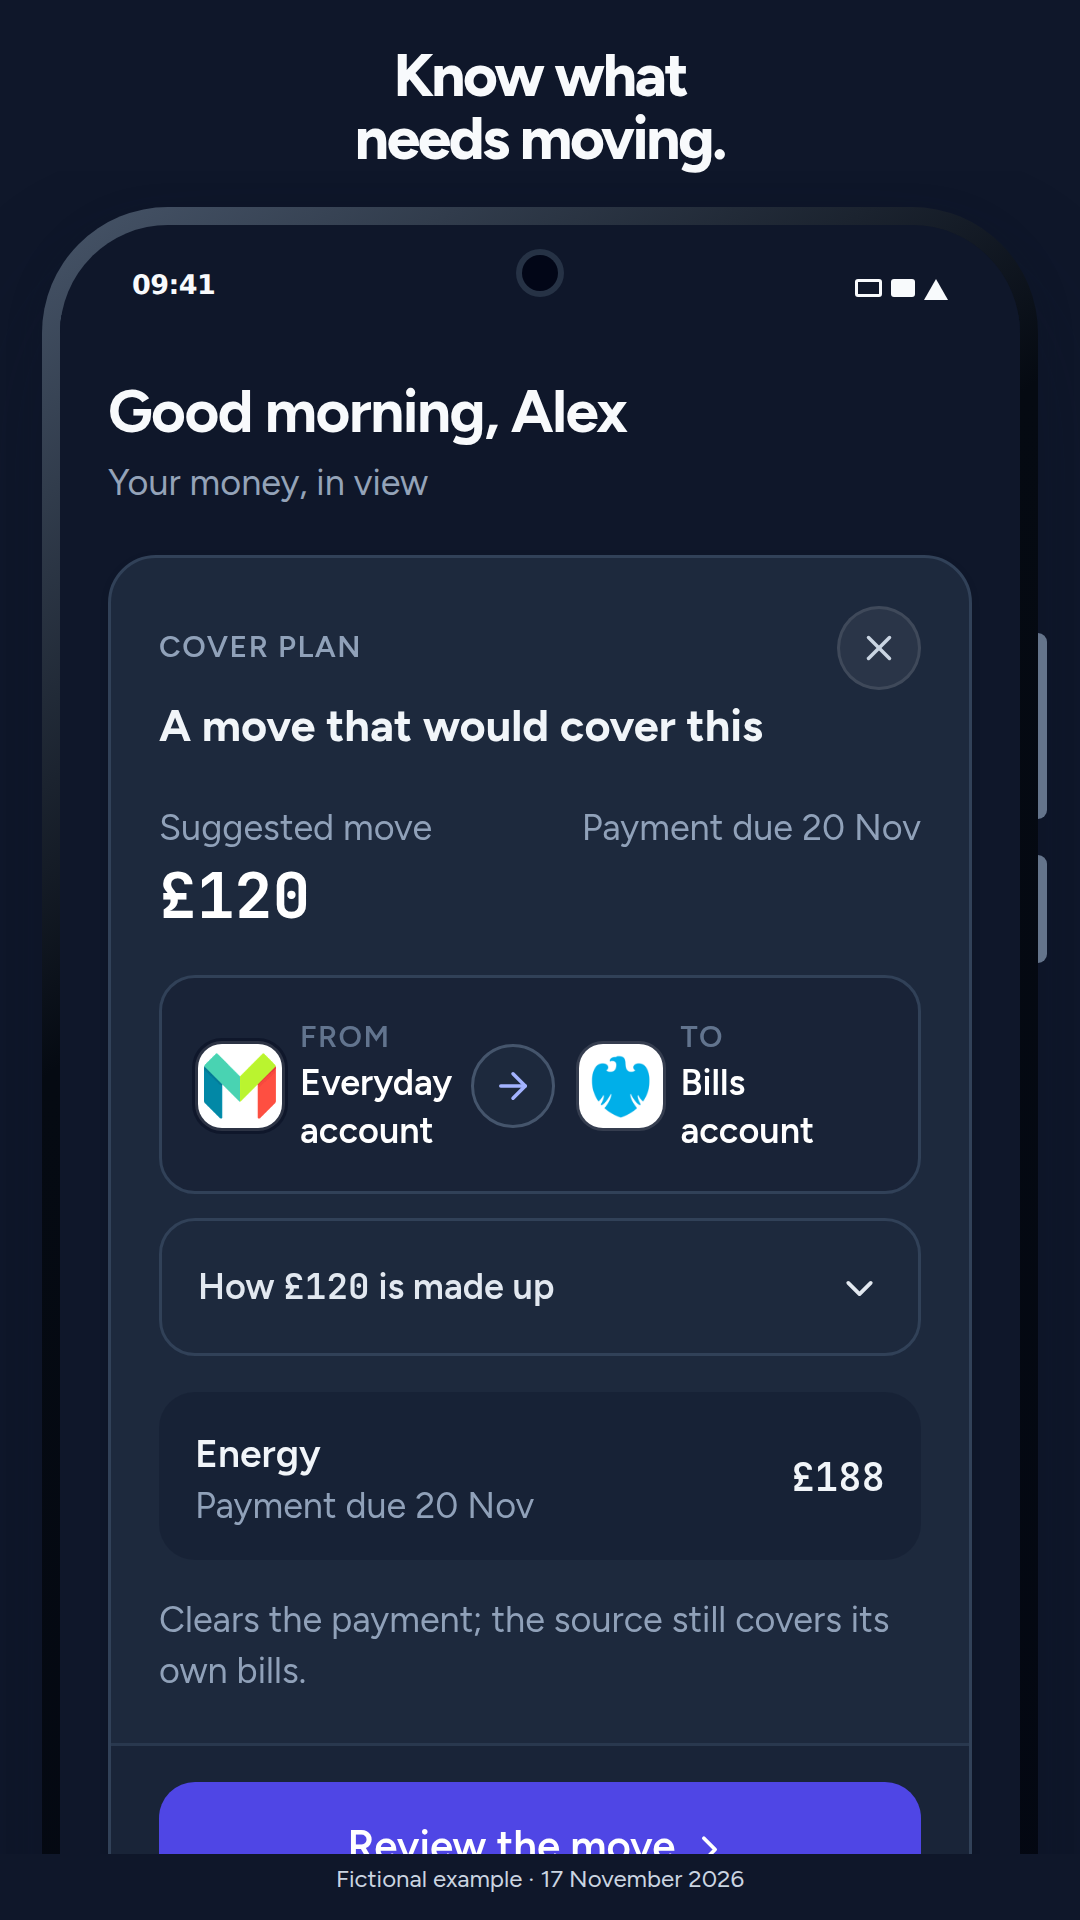 Know what
needs moving.
09:41
Good morning, Alex
Your money, in view
COVER PLAN
A move that would cover this
Suggested move
Payment due 20 Nov
£120
FROM
Everyday
account
TO
Bills
account
How £120 is made up
Energy
Payment due 20 Nov
£188
Clears the payment; the source still covers its
own bills.
Review the move
Fictional example · 17 November 2026